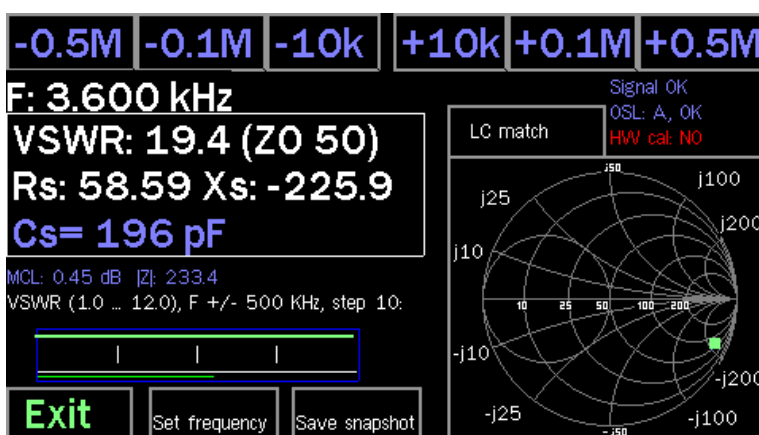 -0.5M -0.1M -10k +10k +0.1M +0.5M
F: 3.600 kHz
Signal OK
OSL: A, OK
HW cal: NO
VSWR: 19.4 (Z0 50)
Rs: 58.59 Xs: -225.9
Cs= 196 pF
LC match
MCL: 0.45 dB |Z|: 233.4
VSWR (1.0 … 12.0), F +/- 500 KHz, step 10:
j50
j25 j100
j10 j200
10 25 50 100 200
-j10 -j200
-j25 -j100
-j50
Exit Set frequency Save snapshot